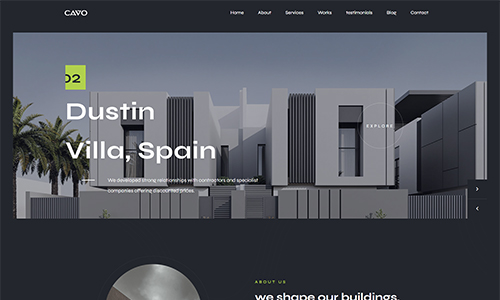 CAVO
Home About Services Works testimonials Blog Contact
02
Dustin
Villa, Spain
EXPLORE
We developed strong relationships with contractors and specialist
companies offering discounted prices.
ABOUT US
we shape our buildings,